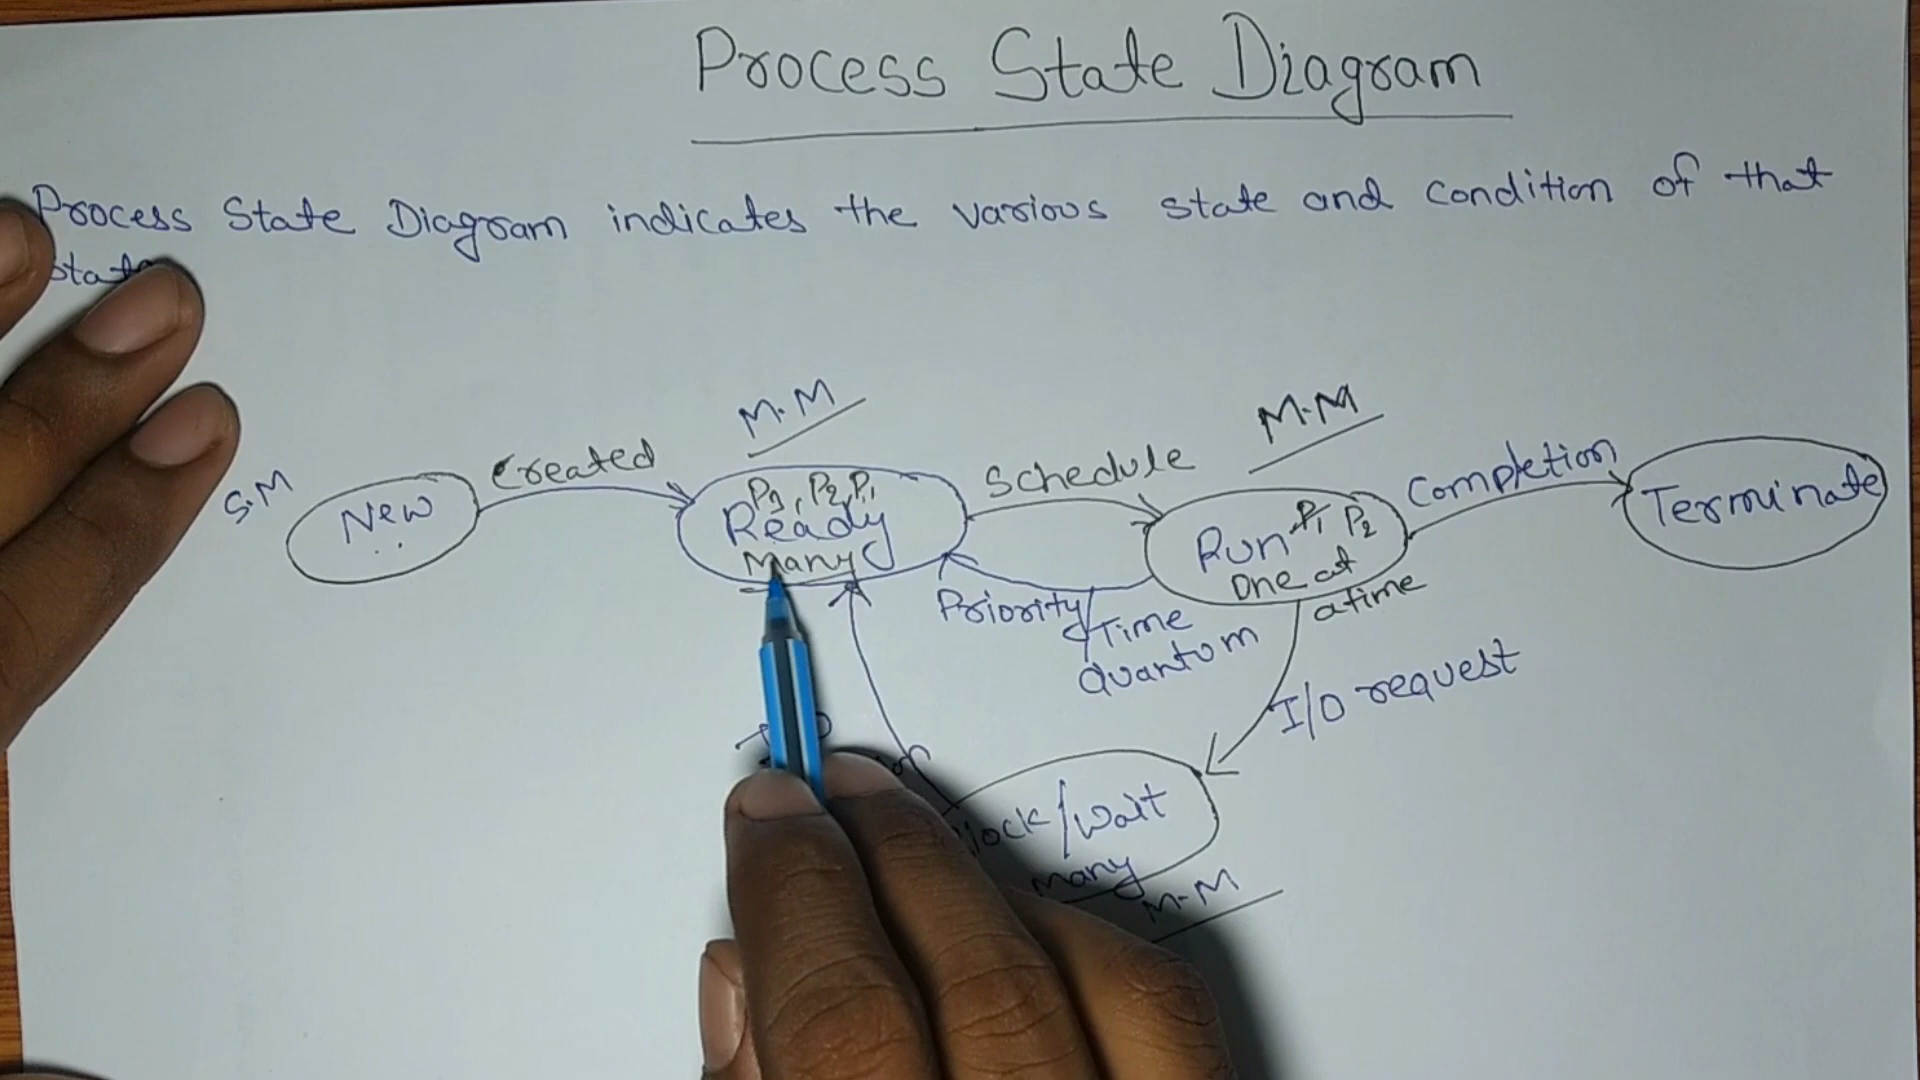 Process State Diagram
Process State Diagram indicates the various state and condition of that
M.M
M.M
S.M
New
Created
P3, P2, P1
Ready
Many
Schedule
Run P1 P2
One at
a time
Completion
Terminate
Priority/Time
Quantum
I/O request
Block/Wait
Many
M.M